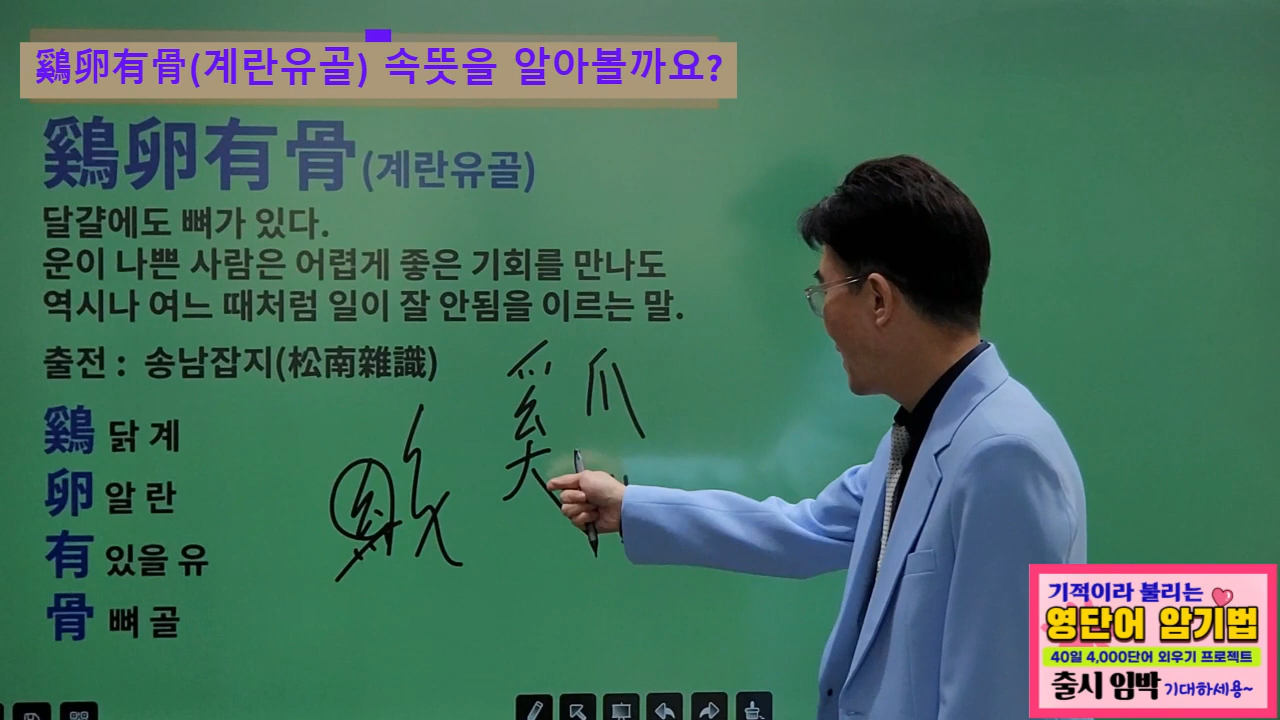 鷄卵有骨(계란유골) 속뜻을 알아볼까요?
鷄卵有骨(계란유골)
달걀에도 뼈가 있다.
운이 나쁜 사람은 어렵게 좋은 기회를 만나도
역시나 여느 때처럼 일이 잘 안됨을 이르는 말.
출전 : 송남잡지(松南雜識)
鷄 닭 계
卵 알 란
有 있을 유
骨 뼈 골
奚 爪
기적이라 불리는
영단어 암기법
40일 4,000단어 외우기 프로젝트
출시 임박 기대하세용~